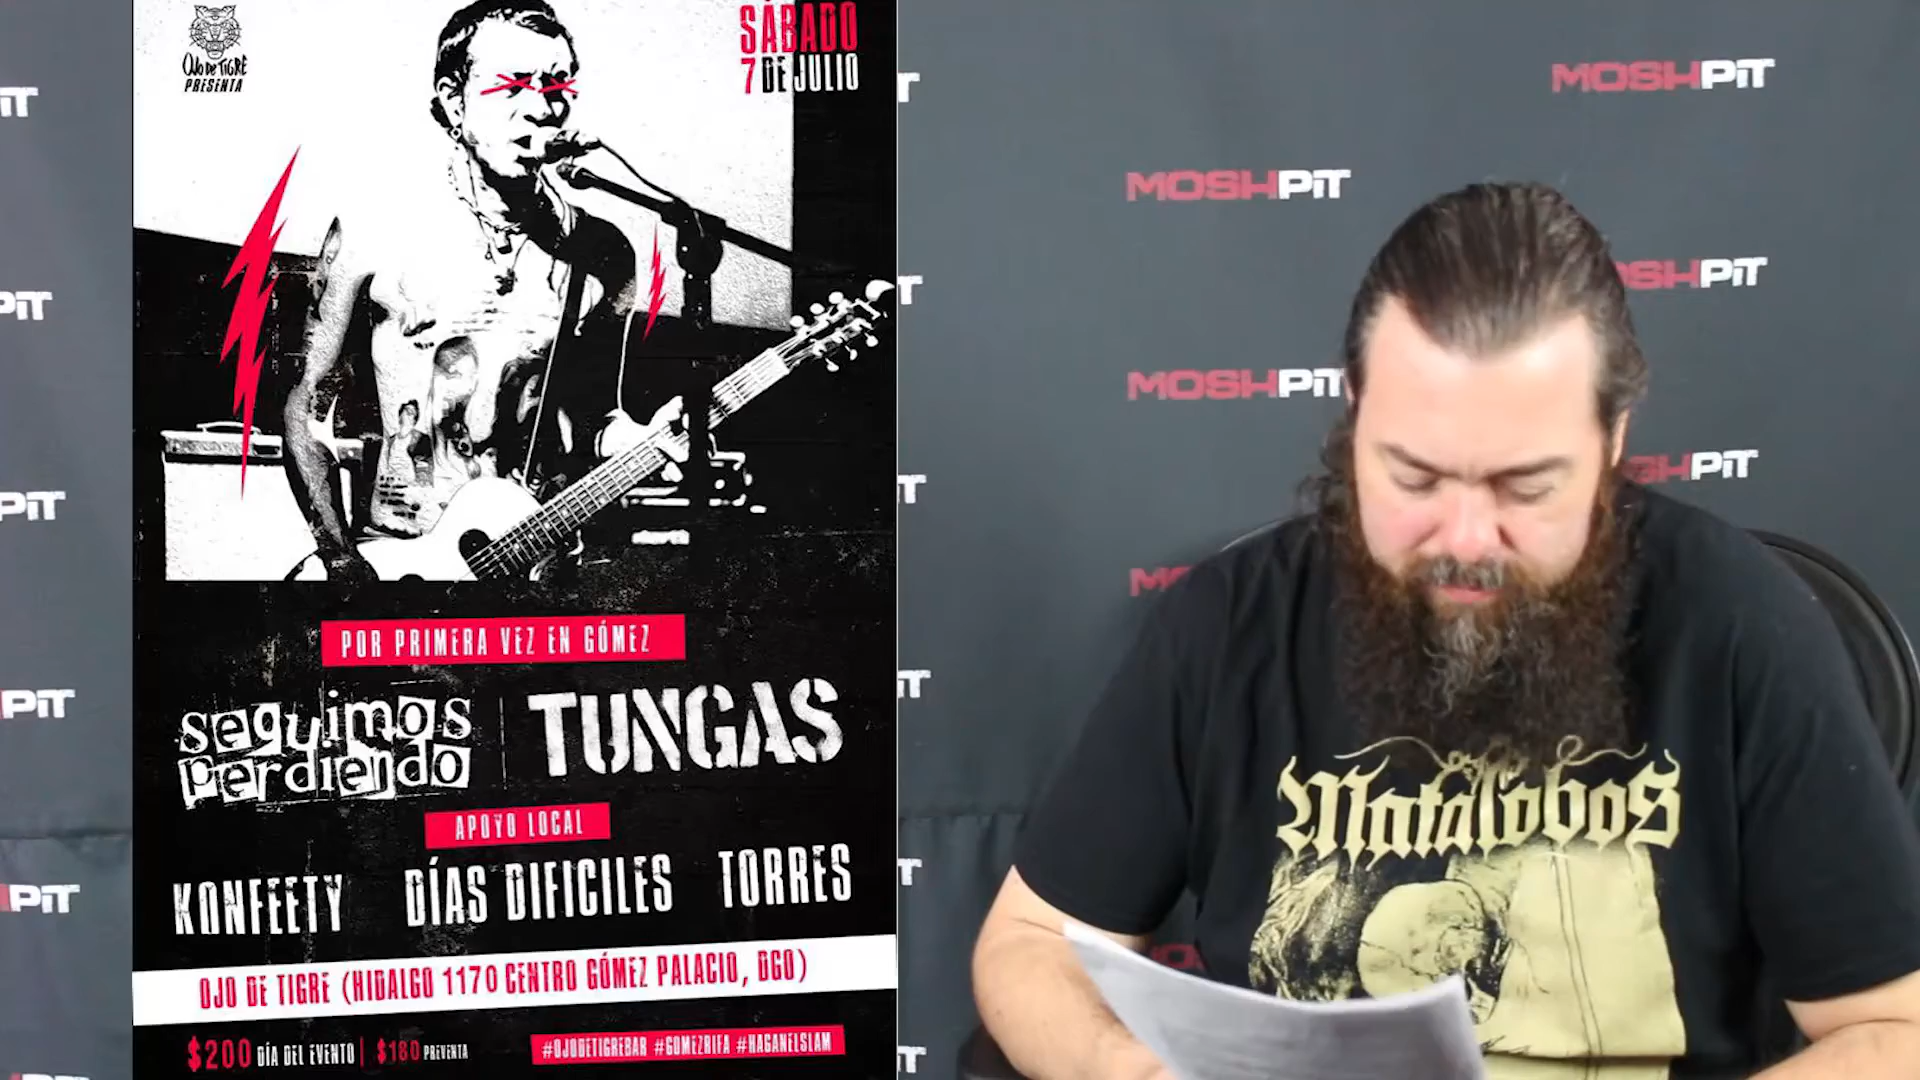 OJO DE TIGRE
PRESENTA
SÁBADO
7 DE JULIO
POR PRIMERA VEZ EN GÓMEZ
seguimos
perdiendo
TUNGAS
APOYO LOCAL
KONFEETY DÍAS DIFICILES TORRES
OJO DE TIGRE (HIDALGO 1170 CENTRO GÓMEZ PALACIO, DGO)
$200 DÍA DEL EVENTO | $180 PREVENTA
#OJODETIGREBAR #GOMEZRIFA #HAGANELSLAM
MOSHPIT
MOSHPIT
MOSHPIT
MOSHPIT
Matalobos